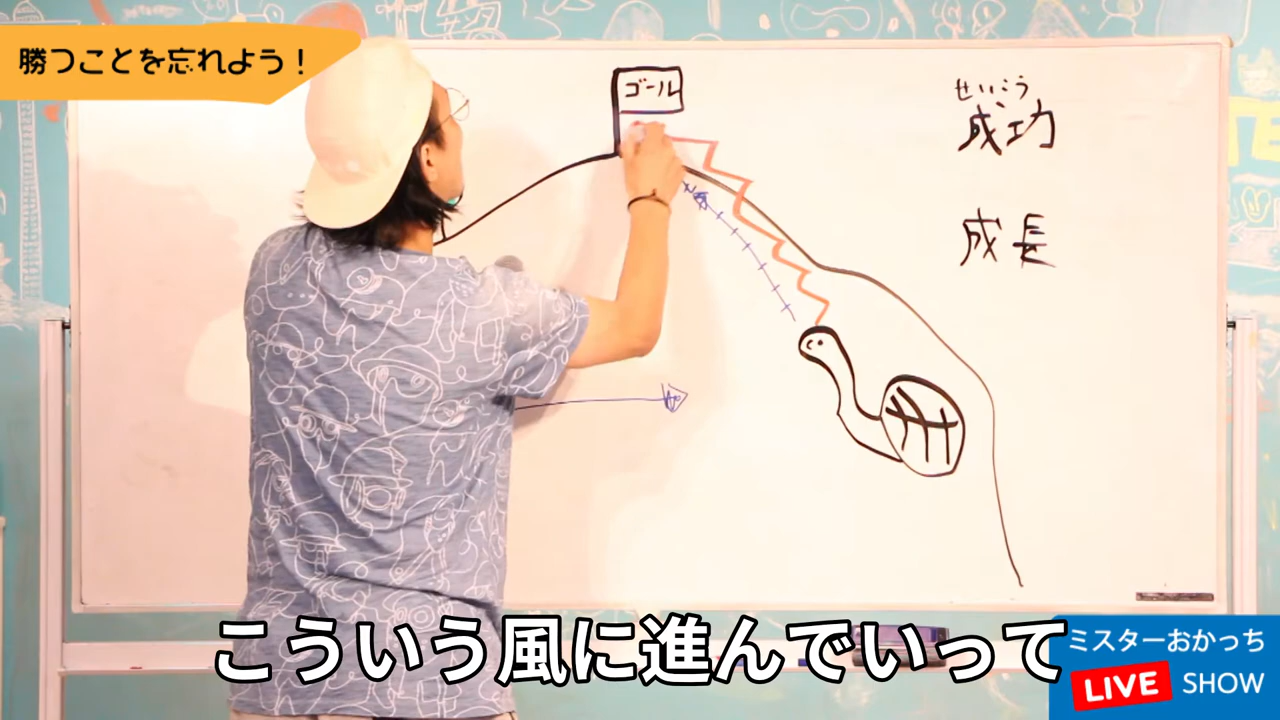 勝つことを忘れよう！
ゴール
せいこう
成功
成長
こういう風に進んでいって
ミスターおかっち
LIVE SHOW